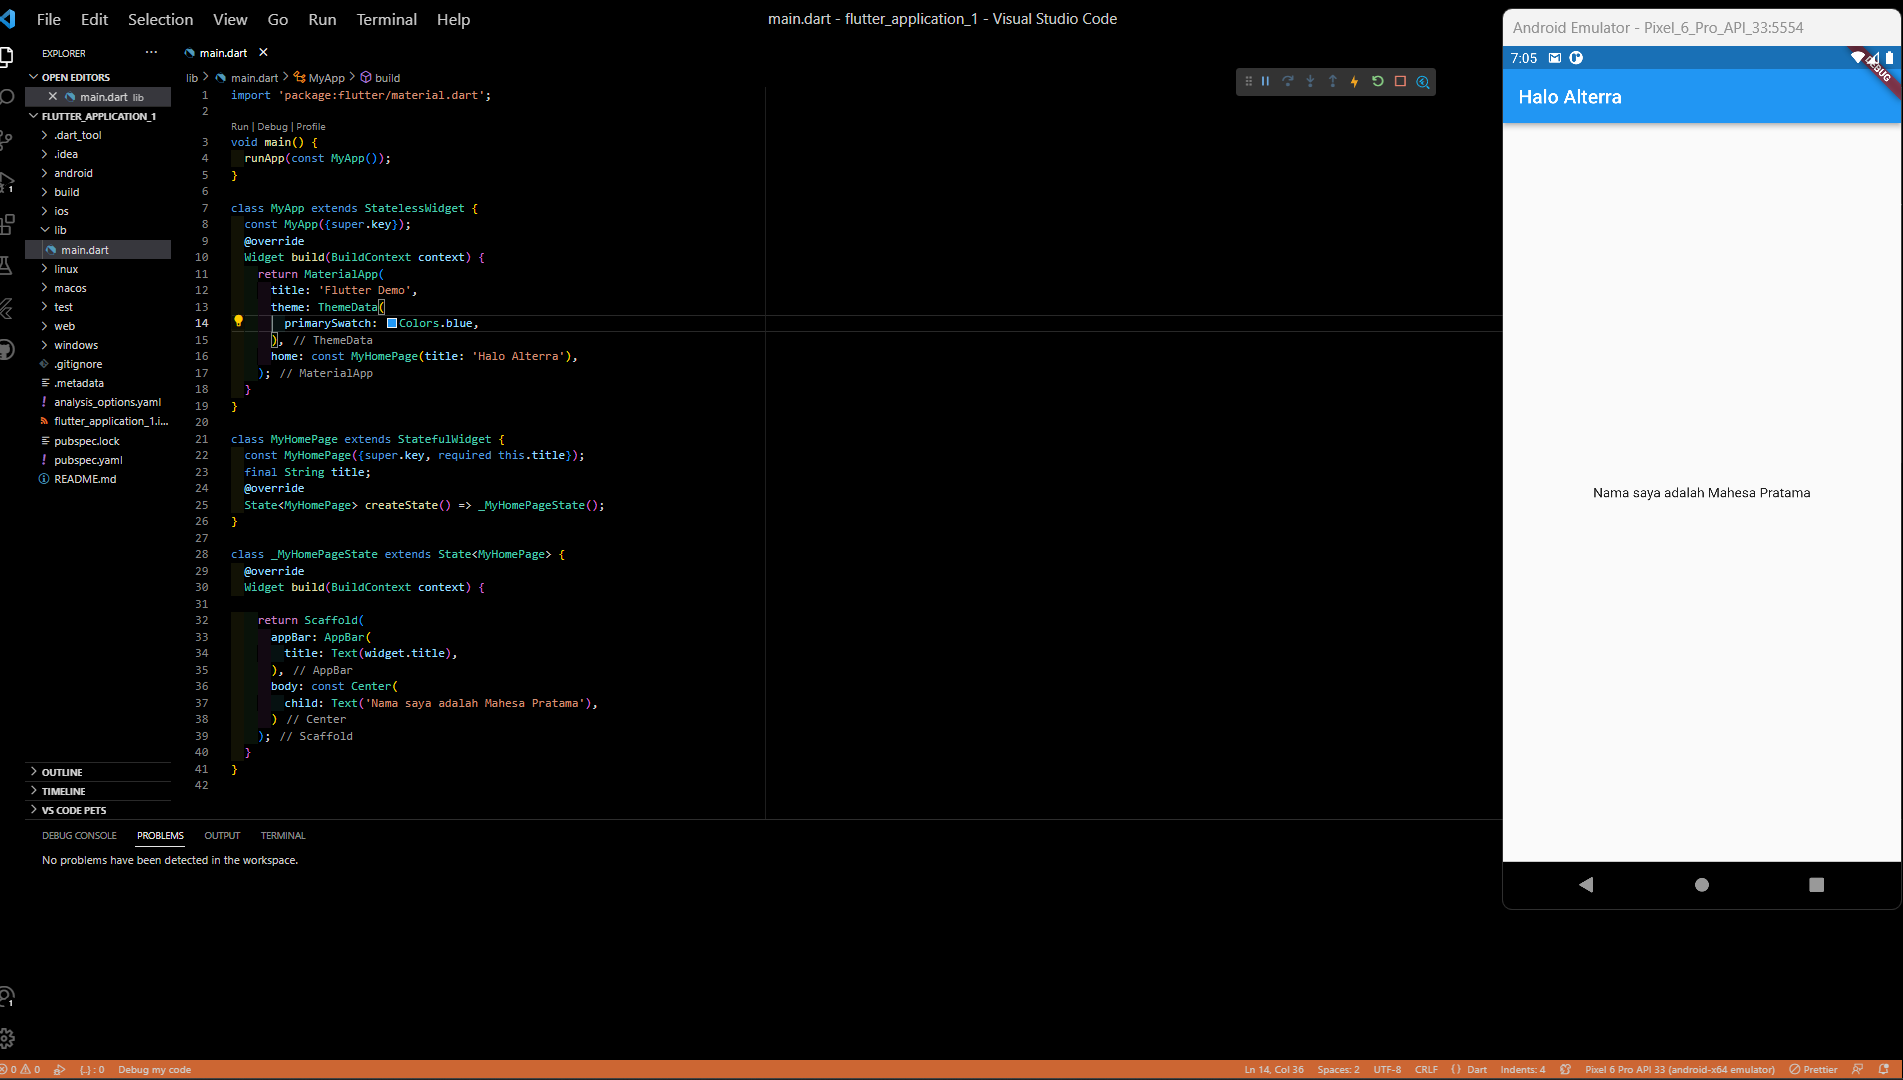 File Edit Selection View Go Run Terminal Help
main.dart - flutter_application_1 - Visual Studio Code
EXPLORER ···
OPEN EDITORS
main.dart lib
FLUTTER_APPLICATION_1
.dart_tool
.idea
android
build
ios
lib
main.dart
linux
macos
test
web
windows
.gitignore
.metadata
analysis_options.yaml
flutter_application_1.i...
pubspec.lock
pubspec.yaml
README.md
OUTLINE
TIMELINE
VS CODE PETS
1
1
main.dart
lib > main.dart > MyApp > build
1 import 'package:flutter/material.dart';
2
Run | Debug | Profile
3 void main() {
4 runApp(const MyApp());
5 }
6
7 class MyApp extends StatelessWidget {
8 const MyApp({super.key});
9 @override
10 Widget build(BuildContext context) {
11 return MaterialApp(
12 title: 'Flutter Demo',
13 theme: ThemeData(
14 primarySwatch: Colors.blue,
15 ), // ThemeData
16 home: const MyHomePage(title: 'Halo Alterra'),
17 ); // MaterialApp
18 }
19 }
20
21 class MyHomePage extends StatefulWidget {
22 const MyHomePage({super.key, required this.title});
23 final String title;
24 @override
25 State<MyHomePage> createState() => _MyHomePageState();
26 }
27
28 class _MyHomePageState extends State<MyHomePage> {
29 @override
30 Widget build(BuildContext context) {
31
32 return Scaffold(
33 appBar: AppBar(
34 title: Text(widget.title),
35 ), // AppBar
36 body: const Center(
37 child: Text('Nama saya adalah Mahesa Pratama'),
38 ) // Center
39 ); // Scaffold
40 }
41 }
42
DEBUG CONSOLE PROBLEMS OUTPUT TERMINAL
No problems have been detected in the workspace.
Android Emulator - Pixel_6_Pro_API_33:5554
7:05
DEBUG
Halo Alterra
Nama saya adalah Mahesa Pratama
0 0 {..} : 0 Debug my code
Ln 14, Col 36 Spaces: 2 UTF-8 CRLF {} Dart Indents: 4 Pixel 6 Pro API 33 (android-x64 emulator) Prettier